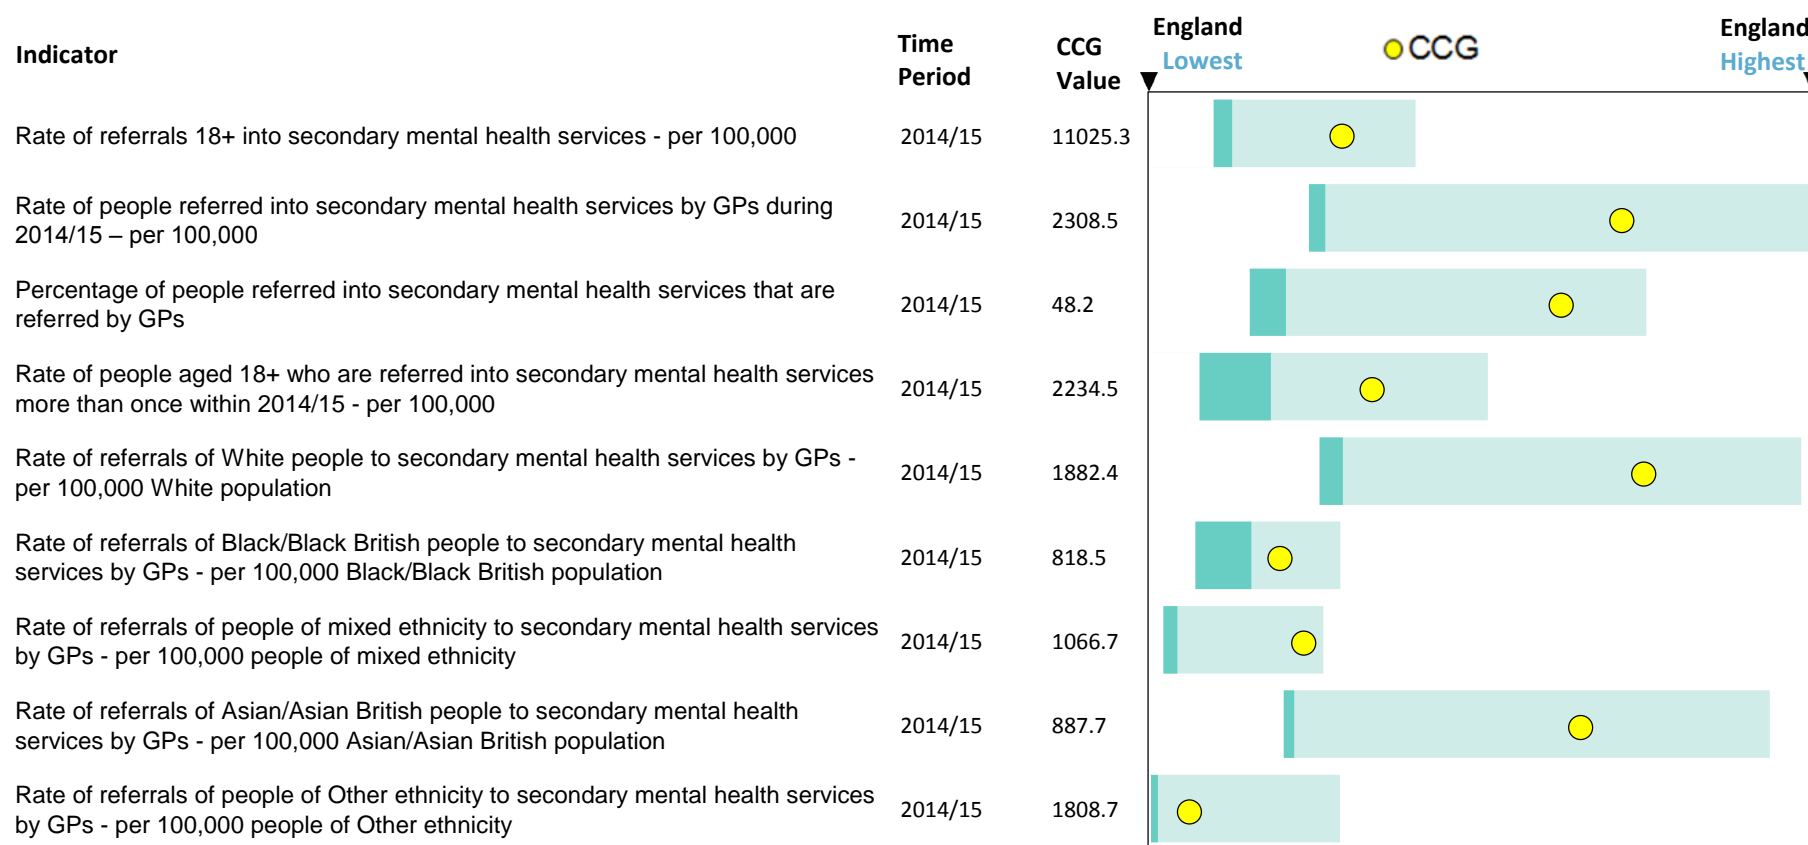 Indicator
Time
Period
CCG
Value
England
Lowest
CCG
England
Highest
Rate of referrals 18+ into secondary mental health services - per 100,000
2014/15
11025.3
Rate of people referred into secondary mental health services by GPs during
2014/15 – per 100,000
2014/15
2308.5
Percentage of people referred into secondary mental health services that are
referred by GPs
2014/15
48.2
Rate of people aged 18+ who are referred into secondary mental health services
more than once within 2014/15 - per 100,000
2014/15
2234.5
Rate of referrals of White people to secondary mental health services by GPs -
per 100,000 White population
2014/15
1882.4
Rate of referrals of Black/Black British people to secondary mental health
services by GPs - per 100,000 Black/Black British population
2014/15
818.5
Rate of referrals of people of mixed ethnicity to secondary mental health services
by GPs - per 100,000 people of mixed ethnicity
2014/15
1066.7
Rate of referrals of Asian/Asian British people to secondary mental health
services by GPs - per 100,000 Asian/Asian British population
2014/15
887.7
Rate of referrals of people of Other ethnicity to secondary mental health services
by GPs - per 100,000 people of Other ethnicity
2014/15
1808.7